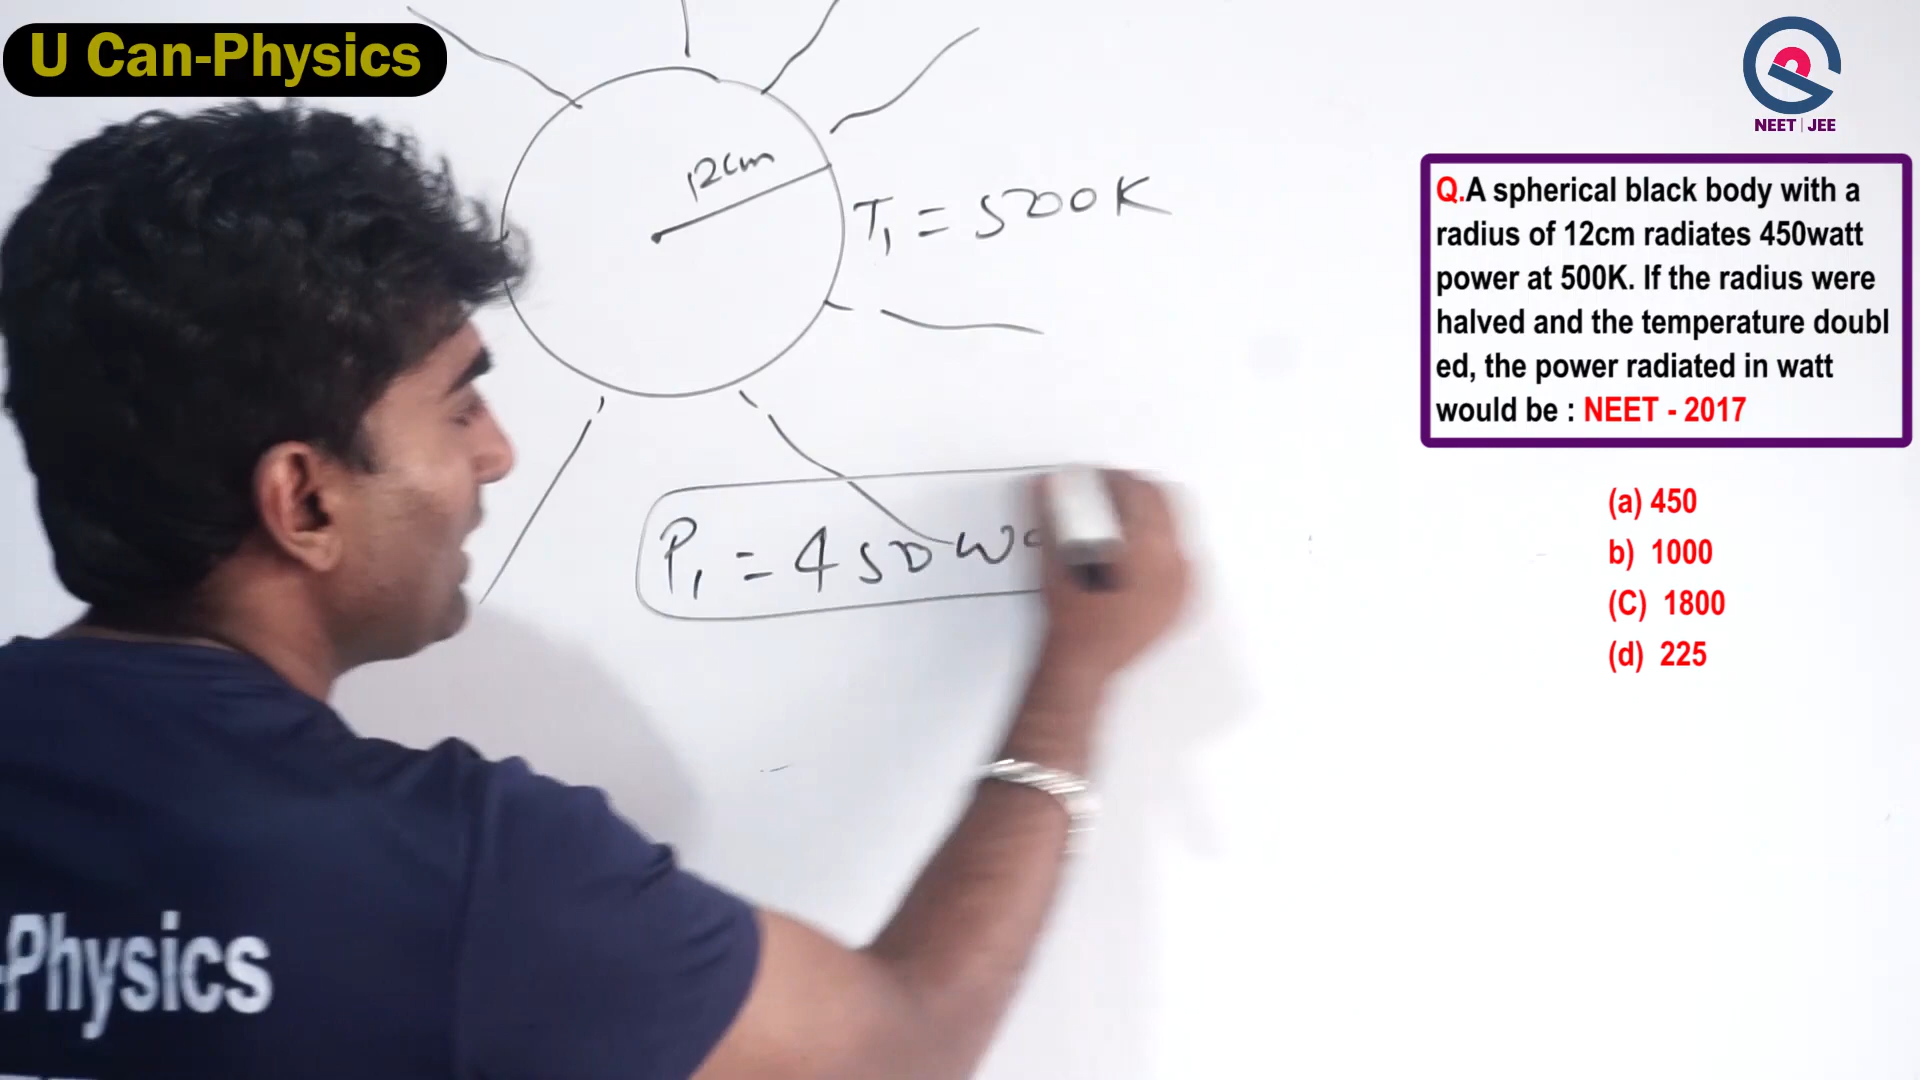 U Can-Physics
NEET | JEE
12cm
T₁ = 500K
P₁ = 450 W
Q.A spherical black body with a
radius of 12cm radiates 450watt
power at 500K. If the radius were
halved and the temperature doubl
ed, the power radiated in watt
would be : NEET - 2017
(a) 450
b) 1000
(C) 1800
(d) 225
-Physics